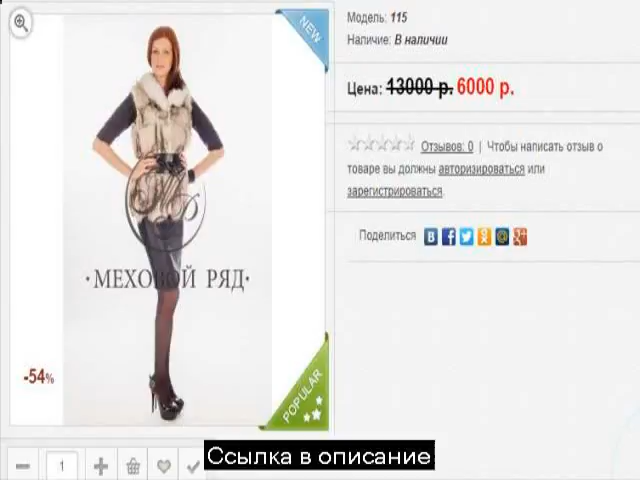 NEW
МЕХОВОЙ РЯД
-54%
POPULAR
1
Модель: 115
Наличие: В наличии
Цена: 13000 р. 6000 р.
Отзывов: 0 | Чтобы написать отзыв о
товаре вы должны авторизироваться или
зарегистрироваться.
Поделиться
Ссылка в описание